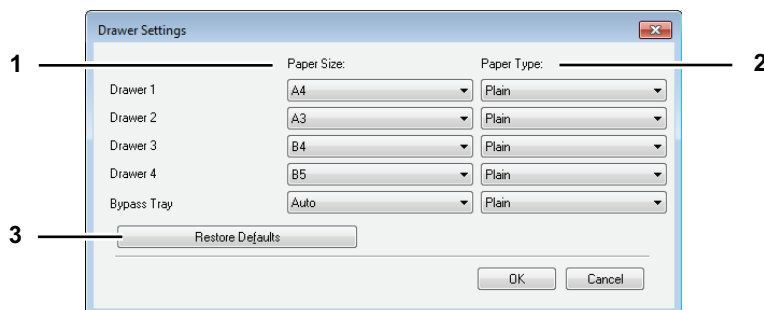 Drawer Settings
1 Paper Size: Paper Type: 2
Drawer 1 A4 Plain
Drawer 2 A3 Plain
Drawer 3 B4 Plain
Drawer 4 B5 Plain
Bypass Tray Auto Plain
3 Restore Defaults
OK Cancel